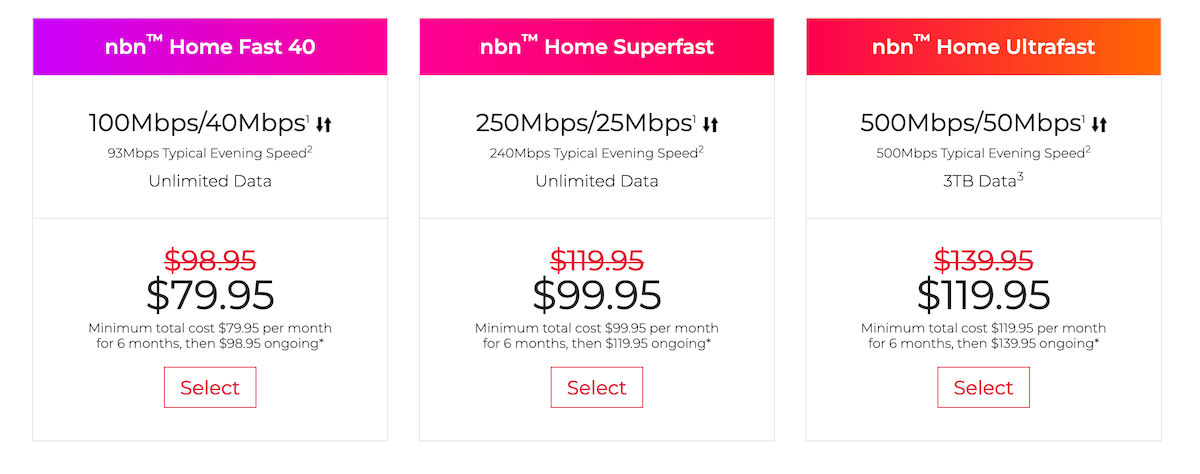 nbn™ Home Fast 40
100Mbps/40Mbps¹
93Mbps Typical Evening Speed²
Unlimited Data
$98.95
$79.95
Minimum total cost $79.95 per month
for 6 months, then $98.95 ongoing*
Select
nbn™ Home Superfast
250Mbps/25Mbps¹
240Mbps Typical Evening Speed²
Unlimited Data
$119.95
$99.95
Minimum total cost $99.95 per month
for 6 months, then $119.95 ongoing*
Select
nbn™ Home Ultrafast
500Mbps/50Mbps¹
500Mbps Typical Evening Speed²
3TB Data³
$139.95
$119.95
Minimum total cost $119.95 per month
for 6 months, then $139.95 ongoing*
Select